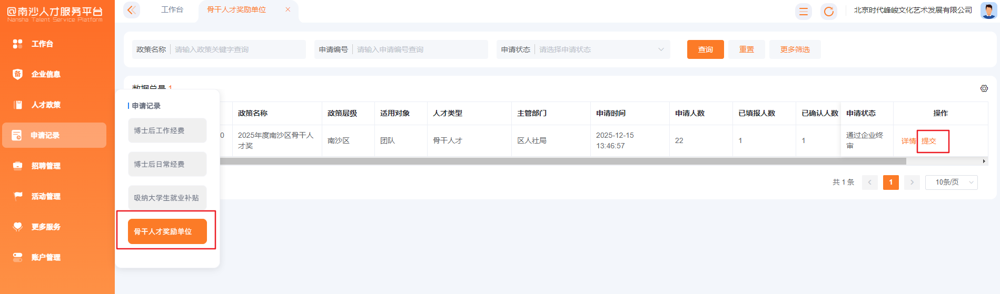 @南沙人才服务平台
Nansha Talent Service Platform
工作台
企业信息
人才政策
申请记录
招聘管理
活动管理
更多服务
账户管理
工作台
骨干人才奖励单位
北京时代峰峻文化艺术发展有限公司
政策名称 请输入政策关键字查询
申请编号 请输入申请编号查询
申请状态 请选择申请状态
查询
重置
更多筛选
数据总量 1
申请记录
博士后工作经费
博士后日常经费
吸纳大学生就业补贴
骨干人才奖励单位
政策名称 政策层级 适用对象 人才类型 主管部门 申请时间 申请人数 已填报人数 已确认人数 申请状态 操作
0 2025年度南沙区骨干人才奖 南沙区 团队 骨干人才 区人社局 2025-12-15 13:46:57 22 1 1 通过企业终审 详情 提交
共 1 条
1
10条/页